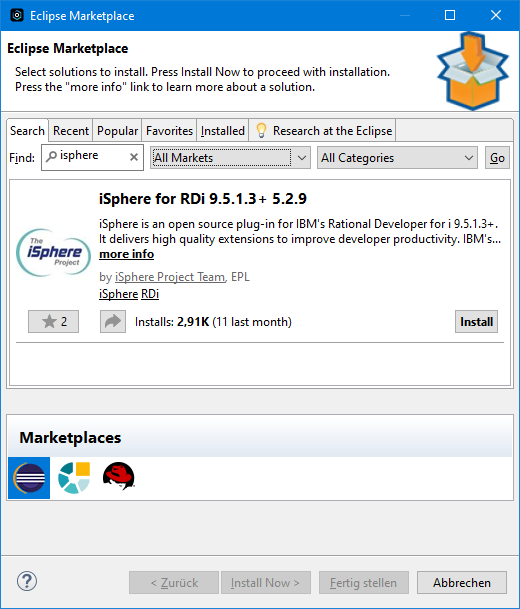 Eclipse Marketplace
Eclipse Marketplace
Select solutions to install. Press Install Now to proceed with installation.
Press the "more info" link to learn more about a solution.
Search Recent Popular Favorites Installed Research at the Eclipse
Find: isphere All Markets All Categories Go
iSphere for RDi 9.5.1.3+ 5.2.9
iSphere is an open source plug-in for IBM's Rational Developer for i 9.5.1.3+.
It delivers high quality extensions to improve developer productivity. IBM's...
more info
The
iSphere
Project
by iSphere Project Team, EPL
iSphere RDi
2 Installs: 2,91K (11 last month) Install
Marketplaces
< Zurück Install Now > Fertig stellen Abbrechen